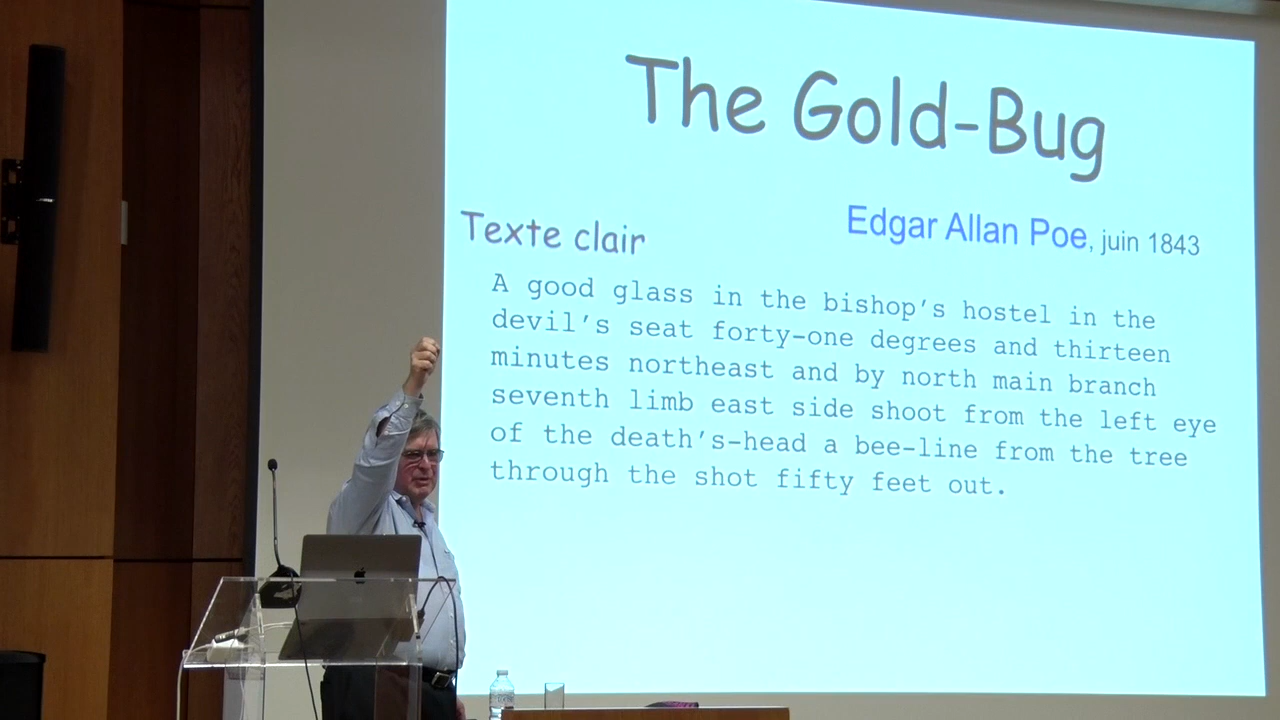 The Gold-Bug
Edgar Allan Poe, juin 1843
Texte clair
A good glass in the bishop's hostel in the
devil's seat forty-one degrees and thirteen
minutes northeast and by north main branch
seventh limb east side shoot from the left eye
of the death's-head a bee-line from the tree
through the shot fifty feet out.